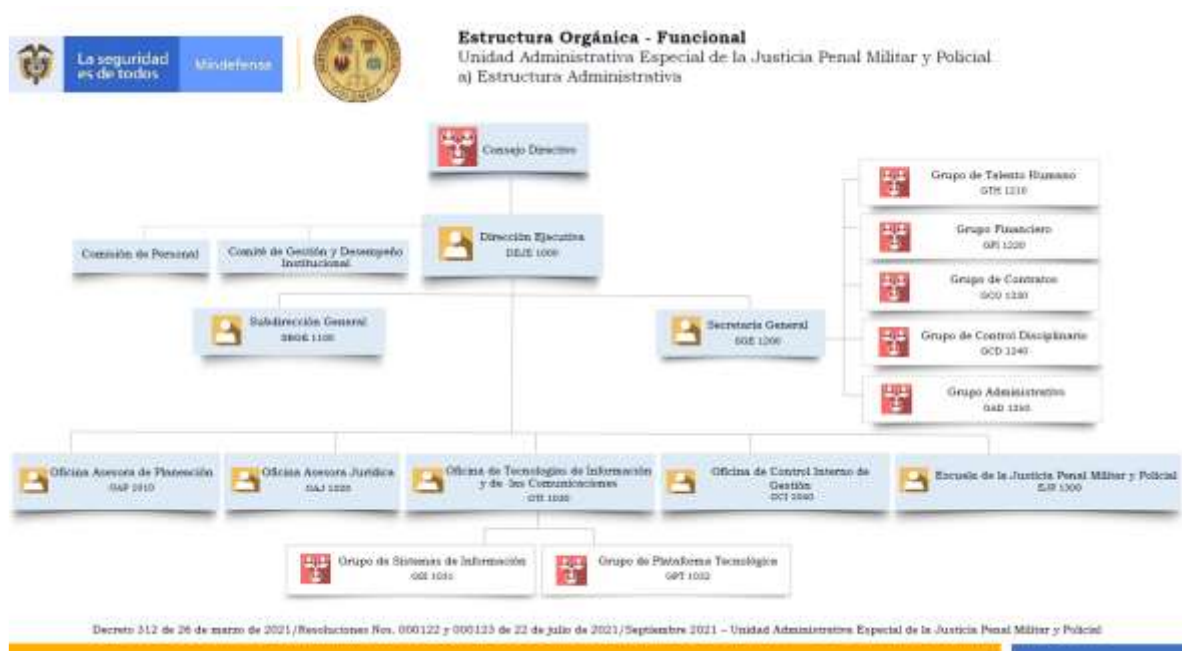 La seguridad
es de todos
Mindefensa
Estructura Orgánica - Funcional
Unidad Administrativa Especial de la Justicia Penal Militar y Policial
a) Estructura Administrativa
Consejo Directivo
Dirección Ejecutiva
DEJE 1000
Comisión de Personal
Comité de Gestión y Desempeño
Institucional
Subdirección General
1100
Secretaría General
SGE 1200
Grupo de Talento Humano
GTH 1210
Grupo Financiero
GFI 1220
Grupo de Contratos
GCO 1230
Grupo de Control Disciplinario
GCD 1240
Grupo Administrativo
GAD 1250
Oficina Asesora de Planeación
OAP
Oficina Asesora Jurídica
OAJ
Oficina de Tecnologías de Información
y de las Comunicaciones
OTI
Oficina de Control Interno de
Gestión
OCI
Escuela de la Justicia Penal Militar y Policial
EJP 1300
Grupo de Sistemas de Información
GSI 1031
Grupo de Plataforma Tecnológica
GPT 1032
Decreto 312 de 26 de marzo de 2021/Resoluciones Nos. 000122 y 000123 de 22 de julio de 2021/Septiembre 2021 – Unidad Administrativa Especial de la Justicia Penal Militar y Policial